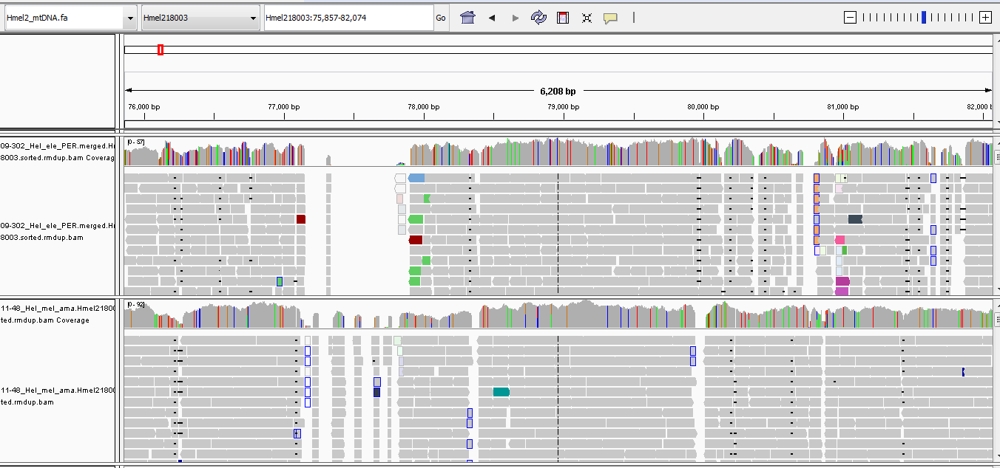 Hmel2_mtDNA.fa
Hmel218003
Hmel218003:75,857-82,074
Go
6,208 bp
76,000 bp
77,000 bp
78,000 bp
79,000 bp
80,000 bp
81,000 bp
82,000 b
09-302_Hel_ele_PER.merged.H
8003.sorted.rmdup.bam Coverag
[0 - 57]
09-302_Hel_ele_PER.merged.H
8003.sorted.rmdup.bam
11-48_Hel_mel_ama.Hmel21800
ted.rmdup.bam Coverage
[0 - 92]
11-48_Hel_mel_ama.Hmel21800
ted.rmdup.bam